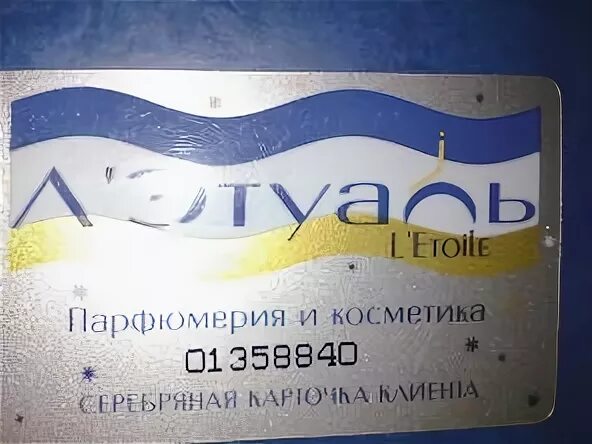 Л'Этуаль
L'Etoile
Парфюмерия и косметика
01358840
СЕРЕБРЯНАЯ КАРТОЧКА КЛИЕНТА